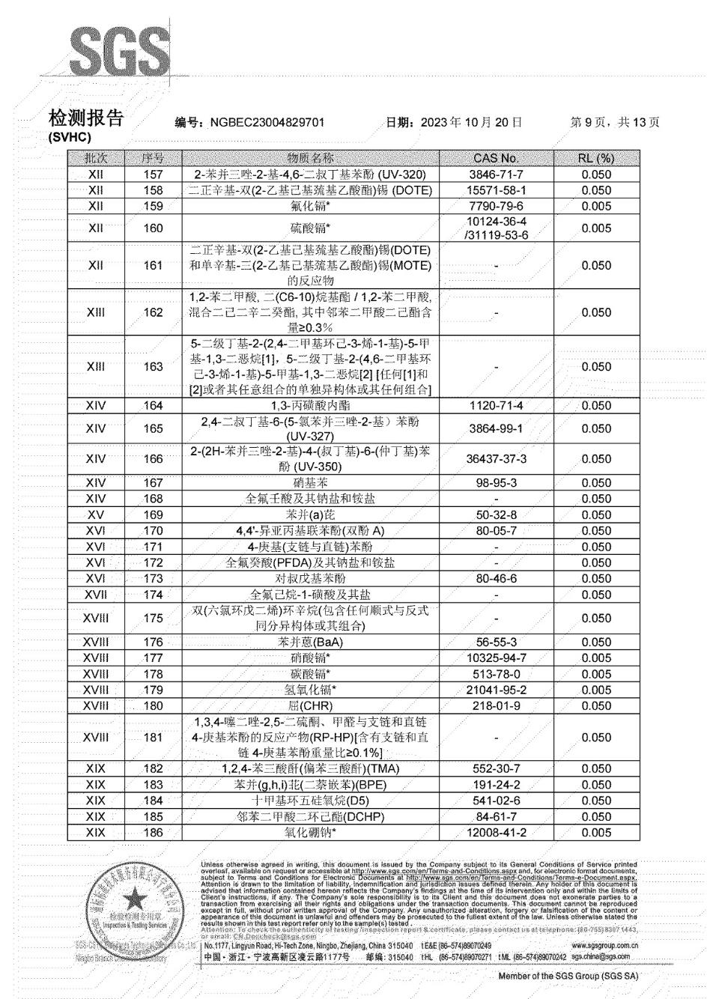 SGS
检测报告
(SVHC)
编号: NGBEC23004829701 日期: 2023 年 10 月 20 日 第 9 页, 共 13 页
批次 序号 物质名称 CAS No. RL (%)
XII 157 2-苯并三唑-2-基-4,6-二叔丁基苯酚 (UV-320) 3846-71-7 0.050
XII 158 二正辛基-双(2-乙基己基巯基乙酸酯)锡 (DOTE) 15571-58-1 0.050
XII 159 氟化镉* 7790-79-6 0.005
XII 160 硫酸镉* 10124-36-4
/31119-53-6 0.005
二正辛基-双(2-乙基己基巯基乙酸酯)锡(DOTE)
XII 161 和单辛基-三(2-乙基己基巯基乙酸酯)锡(MOTE) - 0.050
的反应物
1,2-苯二甲酸, 二(C6-10)烷基酯 / 1,2-苯二甲酸,
XIII 162 混合二己二辛二癸酯, 其中邻苯二甲酸二己酯含 - 0.050
量≥0.3%
5-二级丁基-2-(2,4-二甲基环己-3-烯-1-基)-5-甲
基-1,3-二恶烷[1]，5-二级丁基-2-(4,6-二甲基环
XIII 163 己-3-烯-1-基)-5-甲基-1,3-二恶烷[2] [任何[1]和 - 0.050
[2]或者其任意组合的单独异构体或其任何组合]
XIV 164 1,3-丙磺酸内酯 1120-71-4 0.050
XIV 165 2,4-二叔丁基-6-(5-氯苯并三唑-2-基）苯酚 3864-99-1 0.050
(UV-327)
XIV 166 2-(2H-苯并三唑-2-基)-4-(叔丁基)-6-(仲丁基)苯 36437-37-3 0.050
酚 (UV-350)
XIV 167 硝基苯 98-95-3 0.050
XIV 168 全氟壬酸及其钠盐和铵盐 - 0.050
XV 169 苯并(a)芘 50-32-8 0.050
XVI 170 4,4'-异亚丙基联苯酚(双酚 A) 80-05-7 0.050
XVI 171 4-庚基(支链与直链)苯酚 - 0.050
XVI 172 全氟癸酸(PFDA)及其钠盐和铵盐 - 0.050
XVI 173 对叔戊基苯酚 80-46-6 0.050
XVII 174 全氟己烷-1-磺酸及其盐 - 0.050
XVIII 175 双(六氯环戊二烯)环辛烷(包含任何顺式与反式 - 0.050
同分异构体或其组合)
XVIII 176 苯并蒽(BaA) 56-55-3 0.050
XVIII 177 硝酸镉* 10325-94-7 0.005
XVIII 178 碳酸镉* 513-78-0 0.005
XVIII 179 氢氧化镉* 21041-95-2 0.005
XVIII 180 屈(CHR) 218-01-9 0.050
1,3,4-噻二唑-2,5-二硫酮、甲醛与支链和直链
XVIII 181 4-庚基苯酚的反应产物(RP-HP)[含有支链和直 - 0.050
链 4-庚基苯酚重量比≥0.1%]
XIX 182 1,2,4-苯三酸酐(偏苯三酸酐)(TMA) 552-30-7 0.050
XIX 183 苯并(g,h,i)苝(二萘嵌苯)(BPE) 191-24-2 0.050
XIX 184 十甲基环五硅氧烷(D5) 541-02-6 0.050
XIX 185 邻苯二甲酸二环己酯(DCHP) 84-61-7 0.050
XIX 186 氧化硼钠* 12008-41-2 0.005
检验检测专用章
Inspection & Testing Services
Unless otherwise agreed in writing, this document is issued by the Company subject to its General Conditions of Service printed
overleaf, available on request or accessible at http://www.sgs.com/en/Terms-and-Conditions.aspx and, for electronic format documents,
subject to Terms and Conditions for Electronic Documents at http://www.sgs.com/en/Terms-and-Conditions/Terms-e-Document.aspx.
Attention is drawn to the limitation of liability, indemnification and jurisdiction issues defined therein. Any holder of this document is
advised that information contained hereon reflects the Company's findings at the time of its intervention only and within the limits of
Client's instructions, if any. The Company's sole responsibility is to its Client and this document does not exonerate parties to a
transaction from exercising all their rights and obligations under the transaction documents. This document cannot be reproduced
except in full, without prior written approval of the Company. Any unauthorized alteration, forgery or falsification of the content or
appearance of this document is unlawful and offenders may be prosecuted to the fullest extent of the law. Unless otherwise stated the
results shown in this test report refer only to the sample(s) tested .
Attention: To check the authenticity of testing /inspection report & certificate, please contact us at telephone: (86-755) 8307 1443,
or email: CN.Doccheck@sgs.com
No.1177, Lingyun Road, Hi-Tech Zone, Ningbo, Zhejiang, China 315040 t E&E (86-574)89070249 www.sgsgroup.com.cn
Ningbo Branch Laboratory
中国・浙江・宁波高新区凌云路1177号 邮编: 315040 t HL (86-574)89070271 t ML (86-574)89070242 sgs.china@sgs.com
Member of the SGS Group (SGS SA)